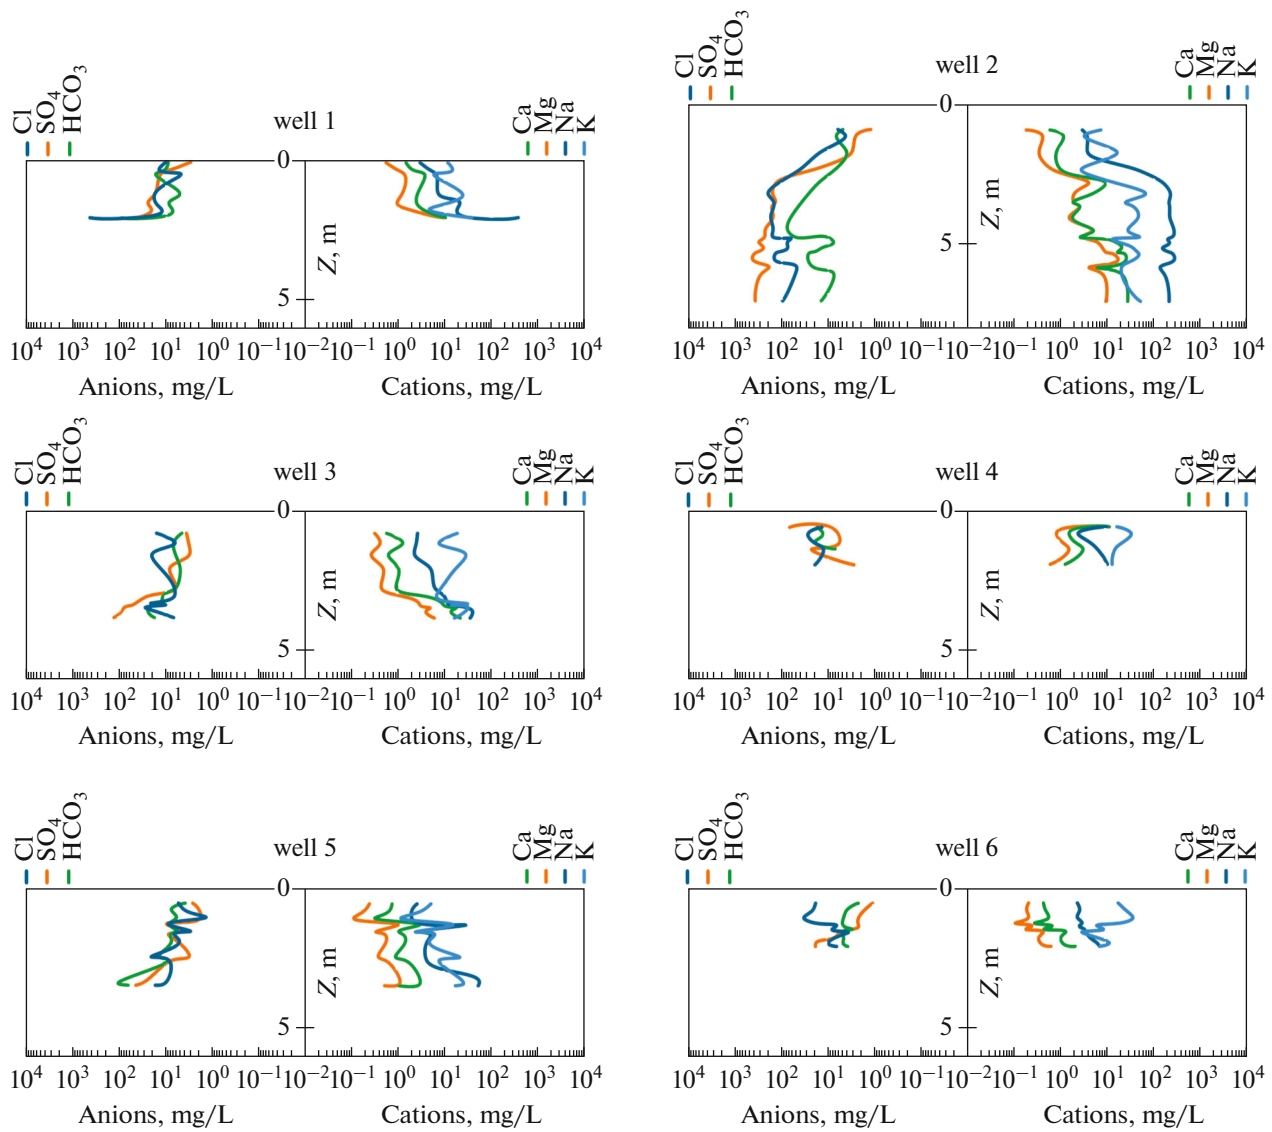 Cl SO4 HCO3 well 1 Ca Mg Na K
0
Z, m
5
10^4 10^3 10^2 10^1 10^0 10^−1 10^−2 10^−1 10^0 10^1 10^2 10^3 10^4
Anions, mg/L Cations, mg/L
Cl SO4 HCO3 well 2 Ca Mg Na K
0
Z, m
5
10^4 10^3 10^2 10^1 10^0 10^−1 10^−2 10^−1 10^0 10^1 10^2 10^3 10^4
Anions, mg/L Cations, mg/L
Cl SO4 HCO3 well 3 Ca Mg Na K
0
Z, m
5
10^4 10^3 10^2 10^1 10^0 10^−1 10^−2 10^−1 10^0 10^1 10^2 10^3 10^4
Anions, mg/L Cations, mg/L
Cl SO4 HCO3 well 4 Ca Mg Na K
0
Z, m
5
10^4 10^3 10^2 10^1 10^0 10^−1 10^−2 10^−1 10^0 10^1 10^2 10^3 10^4
Anions, mg/L Cations, mg/L
Cl SO4 HCO3 well 5 Ca Mg Na K
0
Z, m
5
10^4 10^3 10^2 10^1 10^0 10^−1 10^−2 10^−1 10^0 10^1 10^2 10^3 10^4
Anions, mg/L Cations, mg/L
Cl SO4 HCO3 well 6 Ca Mg Na K
0
Z, m
5
10^4 10^3 10^2 10^1 10^0 10^−1 10^−2 10^−1 10^0 10^1 10^2 10^3 10^4
Anions, mg/L Cations, mg/L